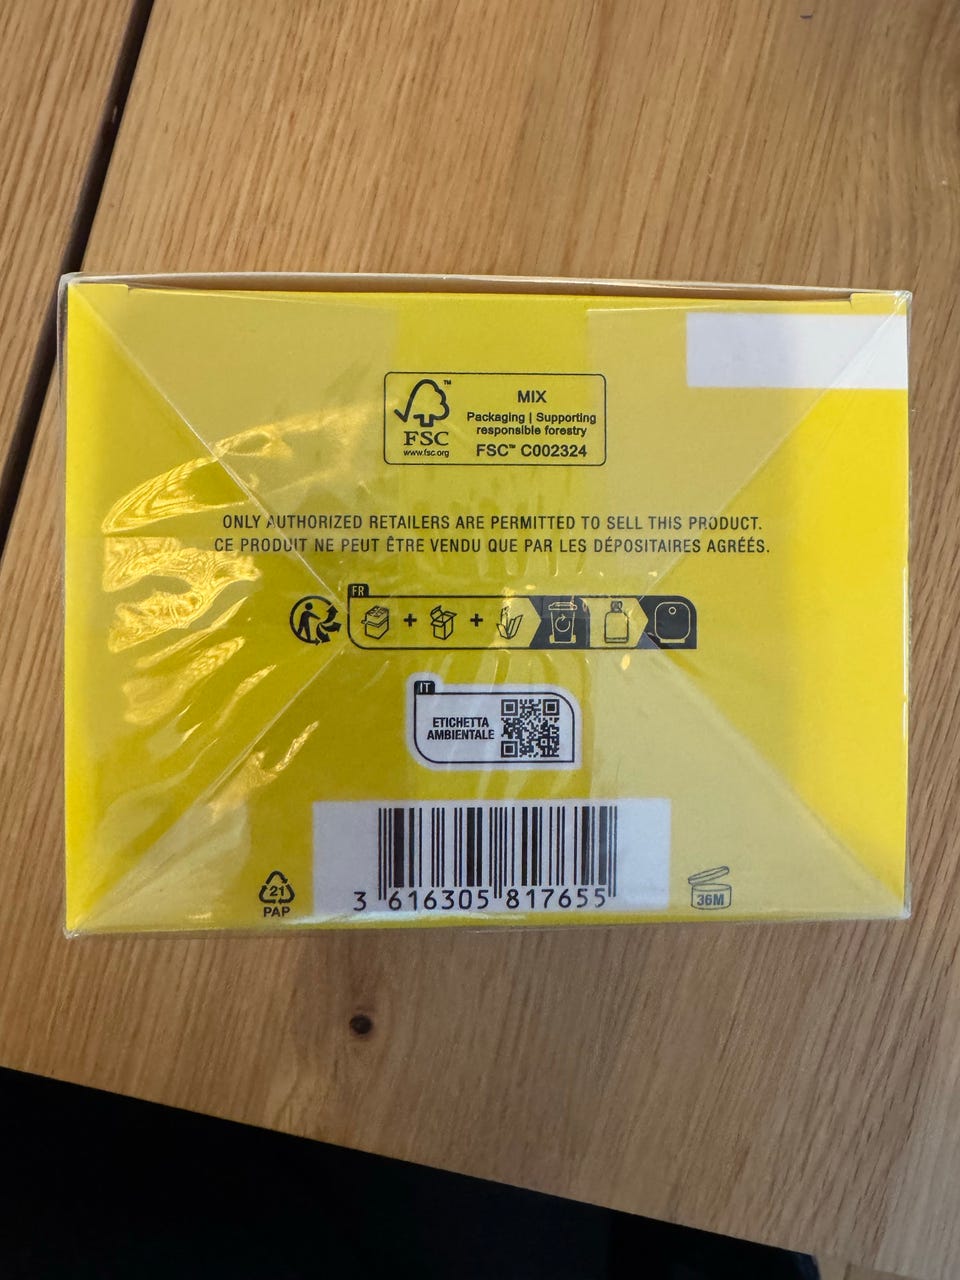 FSC™
www.fsc.org
MIX
Packaging | Supporting
responsible forestry
FSC™ C002324
ONLY AUTHORIZED RETAILERS ARE PERMITTED TO SELL THIS PRODUCT.
CE PRODUIT NE PEUT ÊTRE VENDU QUE PAR LES DÉPOSITAIRES AGRÉÉS.
FR
+ +
IT
ETICHETTA
AMBIENTALE
21
PAP
3 616305 817655
36M